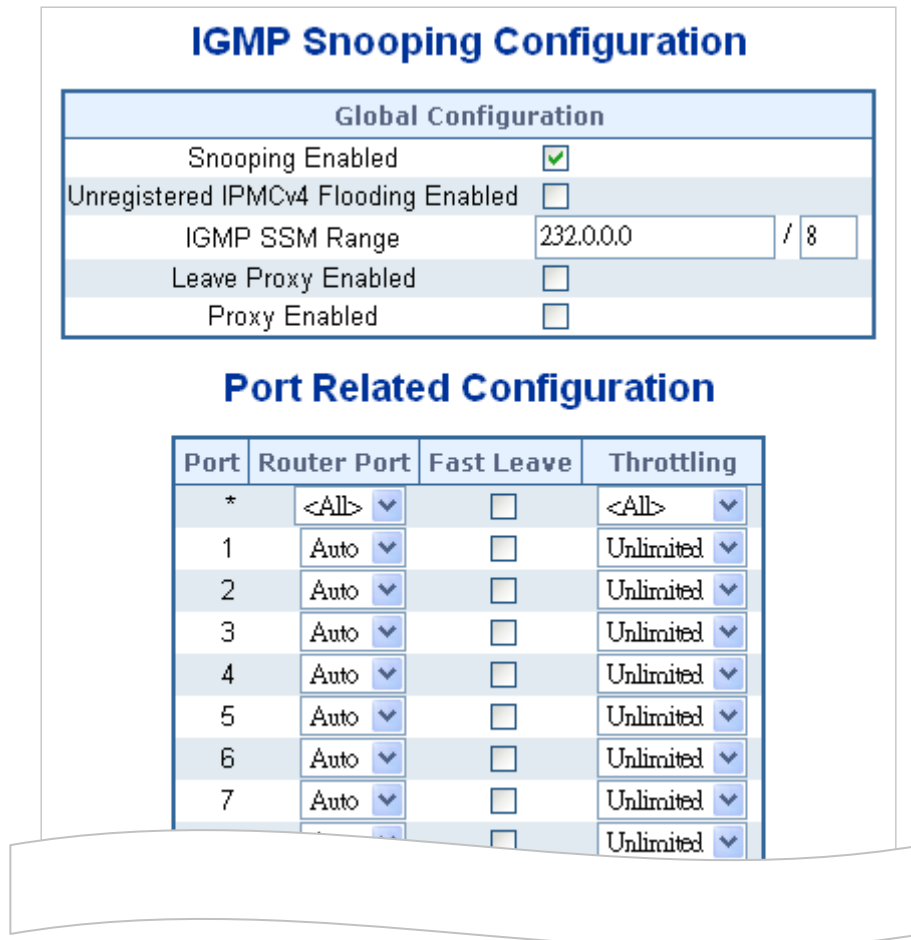 IGMP Snooping Configuration
Global Configuration
Snooping Enabled
Unregistered IPMCv4 Flooding Enabled
IGMP SSM Range 232.0.0.0 / 8
Leave Proxy Enabled
Proxy Enabled
Port Related Configuration
Port Router Port Fast Leave Throttling
* <All> <All>
1 Auto Unlimited
2 Auto Unlimited
3 Auto Unlimited
4 Auto Unlimited
5 Auto Unlimited
6 Auto Unlimited
7 Auto Unlimited
Unlimited